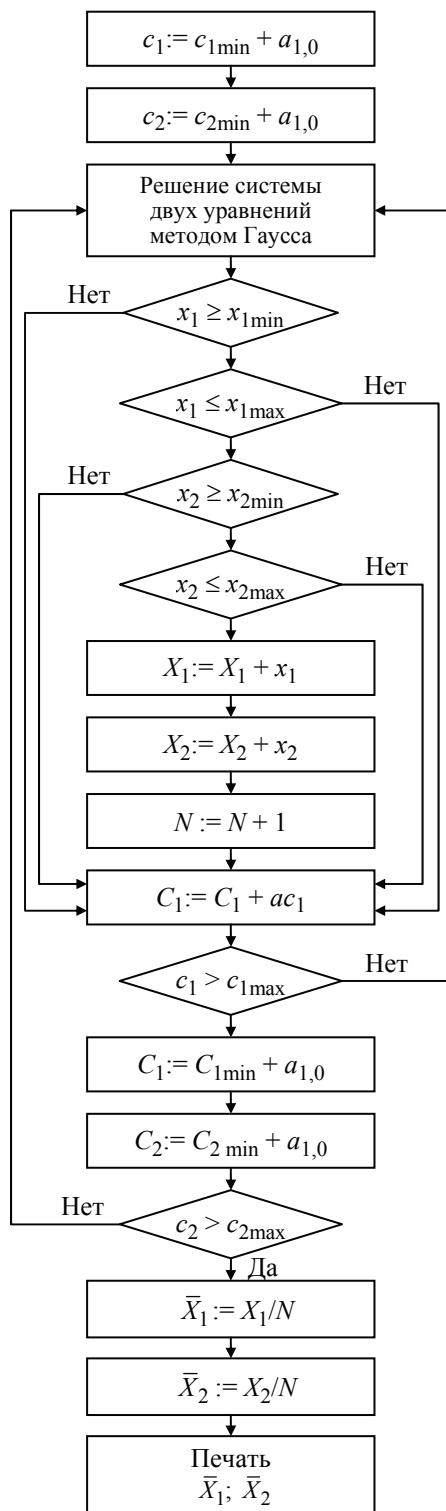 c₁:= c₁min + a₁,₀
c₂:= c₂min + a₁,₀
Решение системы
двух уравнений
методом Гаусса
Нет
x₁ ≥ x₁min
Нет
x₁ ≤ x₁max
Нет
x₂ ≥ x₂min
Нет
x₂ ≤ x₂max
X₁:= X₁ + x₁
X₂:= X₂ + x₂
N := N + 1
C₁:= C₁ + ac₁
Нет
c₁ > c₁max
C₁:= C₁min + a₁,₀
C₂:= C₂ min + a₁,₀
Нет
c₂ > c₂max
Да
X̅₁ := X₁/N
X̅₂ := X₂/N
Печать
X̅₁; X̅₂